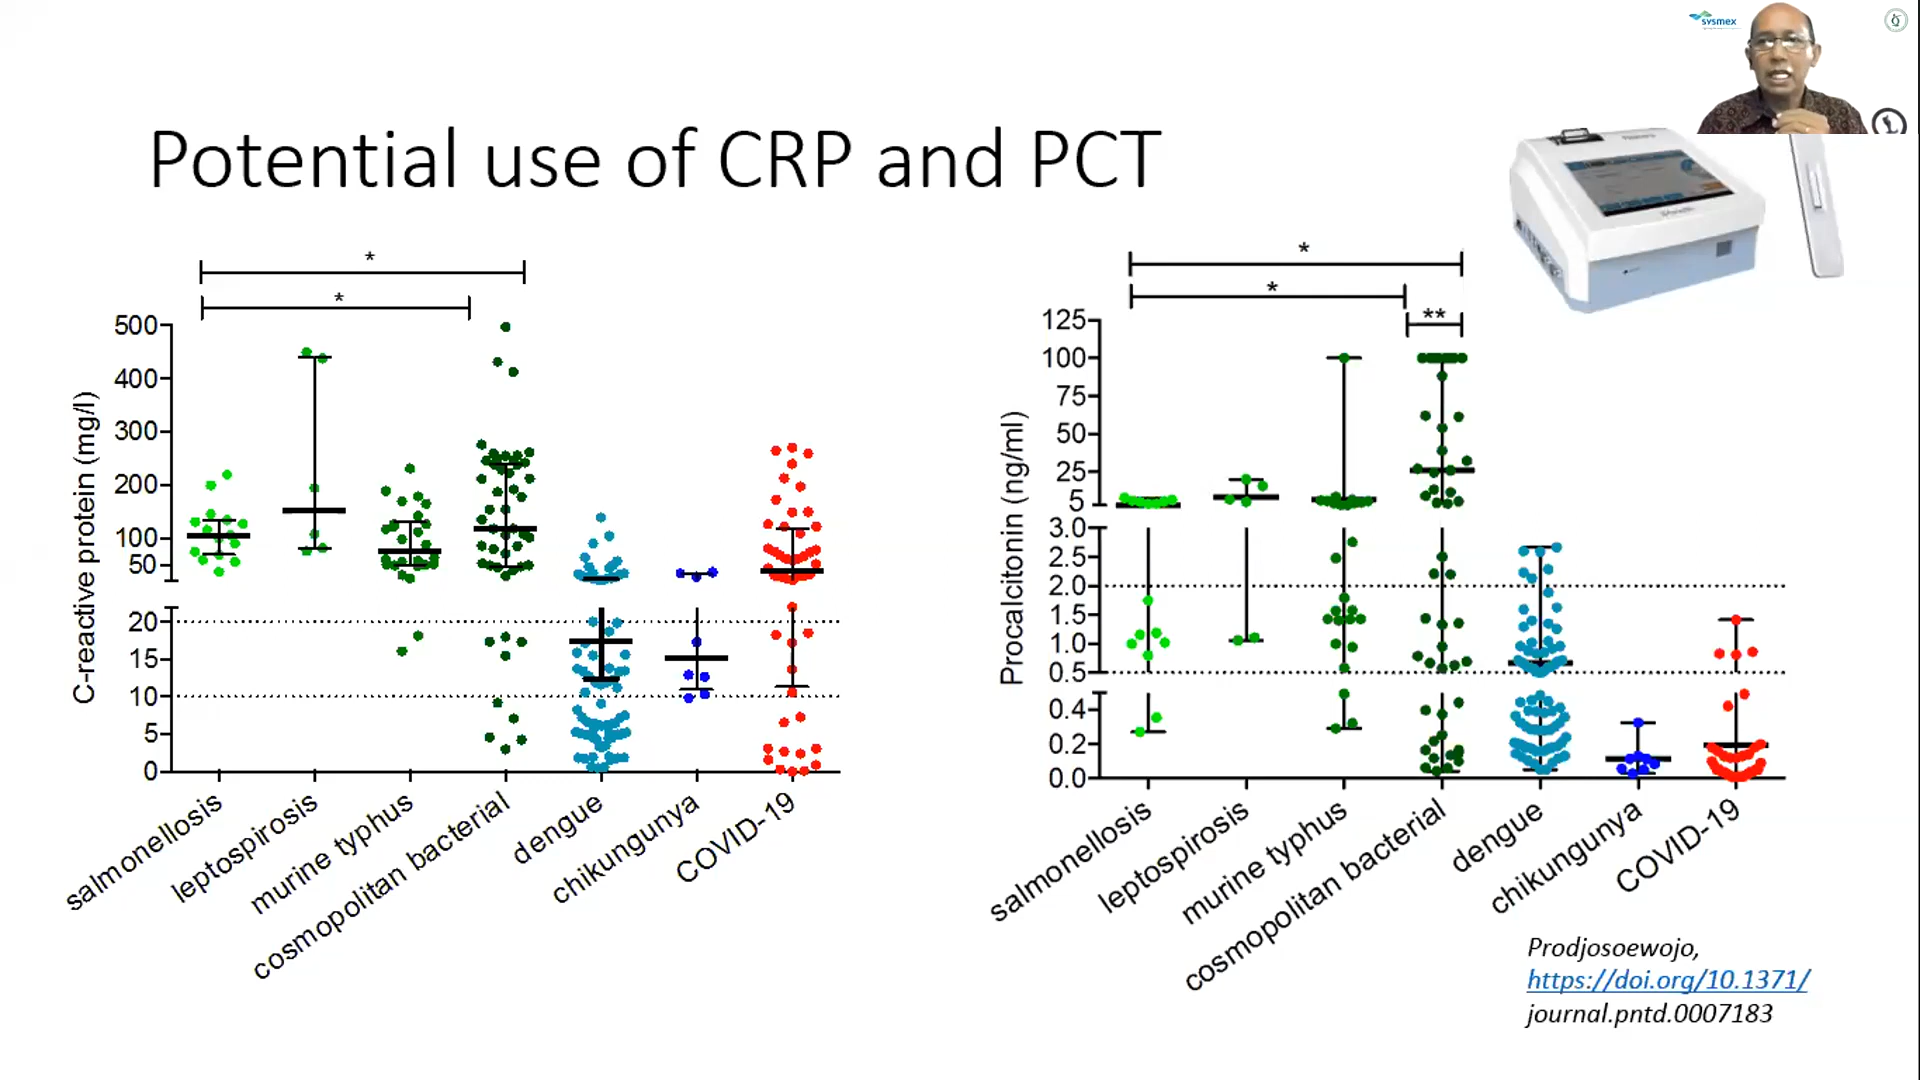 sysmex
Potential use of CRP and PCT
*
*
C-reactive protein (mg/l)
500
400
300
200
100
50
20
15
10
5
0
salmonellosis
leptospirosis
murine typhus
cosmopolitan bacterial
dengue
chikungunya
COVID-19
*
*
**
Procalcitonin (ng/ml)
125
100
75
50
25
5
3.0
2.5
2.0
1.5
1.0
0.5
0.4
0.2
0.0
salmonellosis
leptospirosis
murine typhus
cosmopolitan bacterial
dengue
chikungunya
COVID-19
Prodjosoewojo,
https://doi.org/10.1371/
journal.pntd.0007183